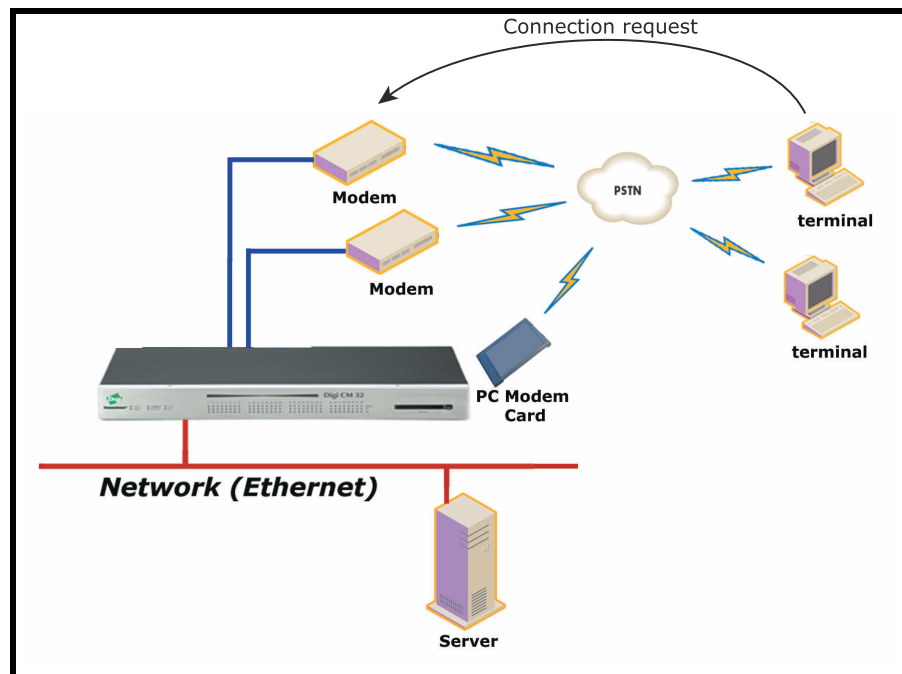 Connection request
Modem
PSTN
terminal
Modem
terminal
Digi CM 32
PC Modem
Card
Network (Ethernet)
Server